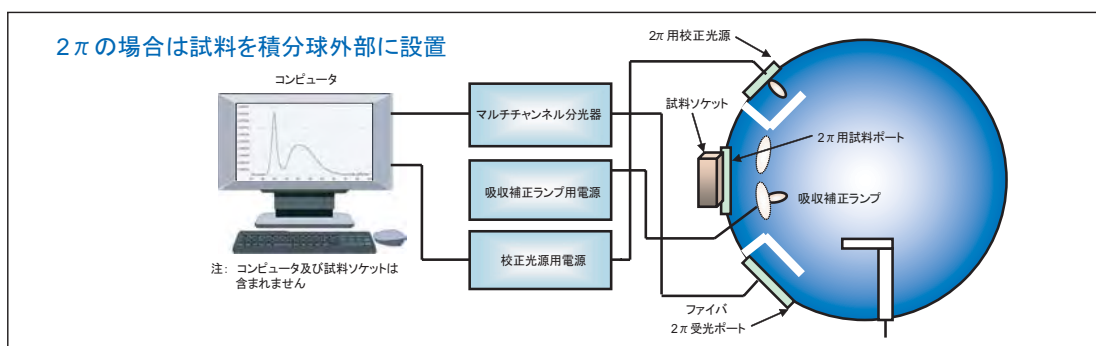 2πの場合は試料を積分球外部に設置
コンピュータ
マルチチャンネル分光器
吸収補正ランプ用電源
校正光源用電源
注: コンピュータ及び試料ソケットは
含まれません
2π用校正光源
試料ソケット
2π用試料ポート
吸収補正ランプ
ファイバ
2π受光ポート